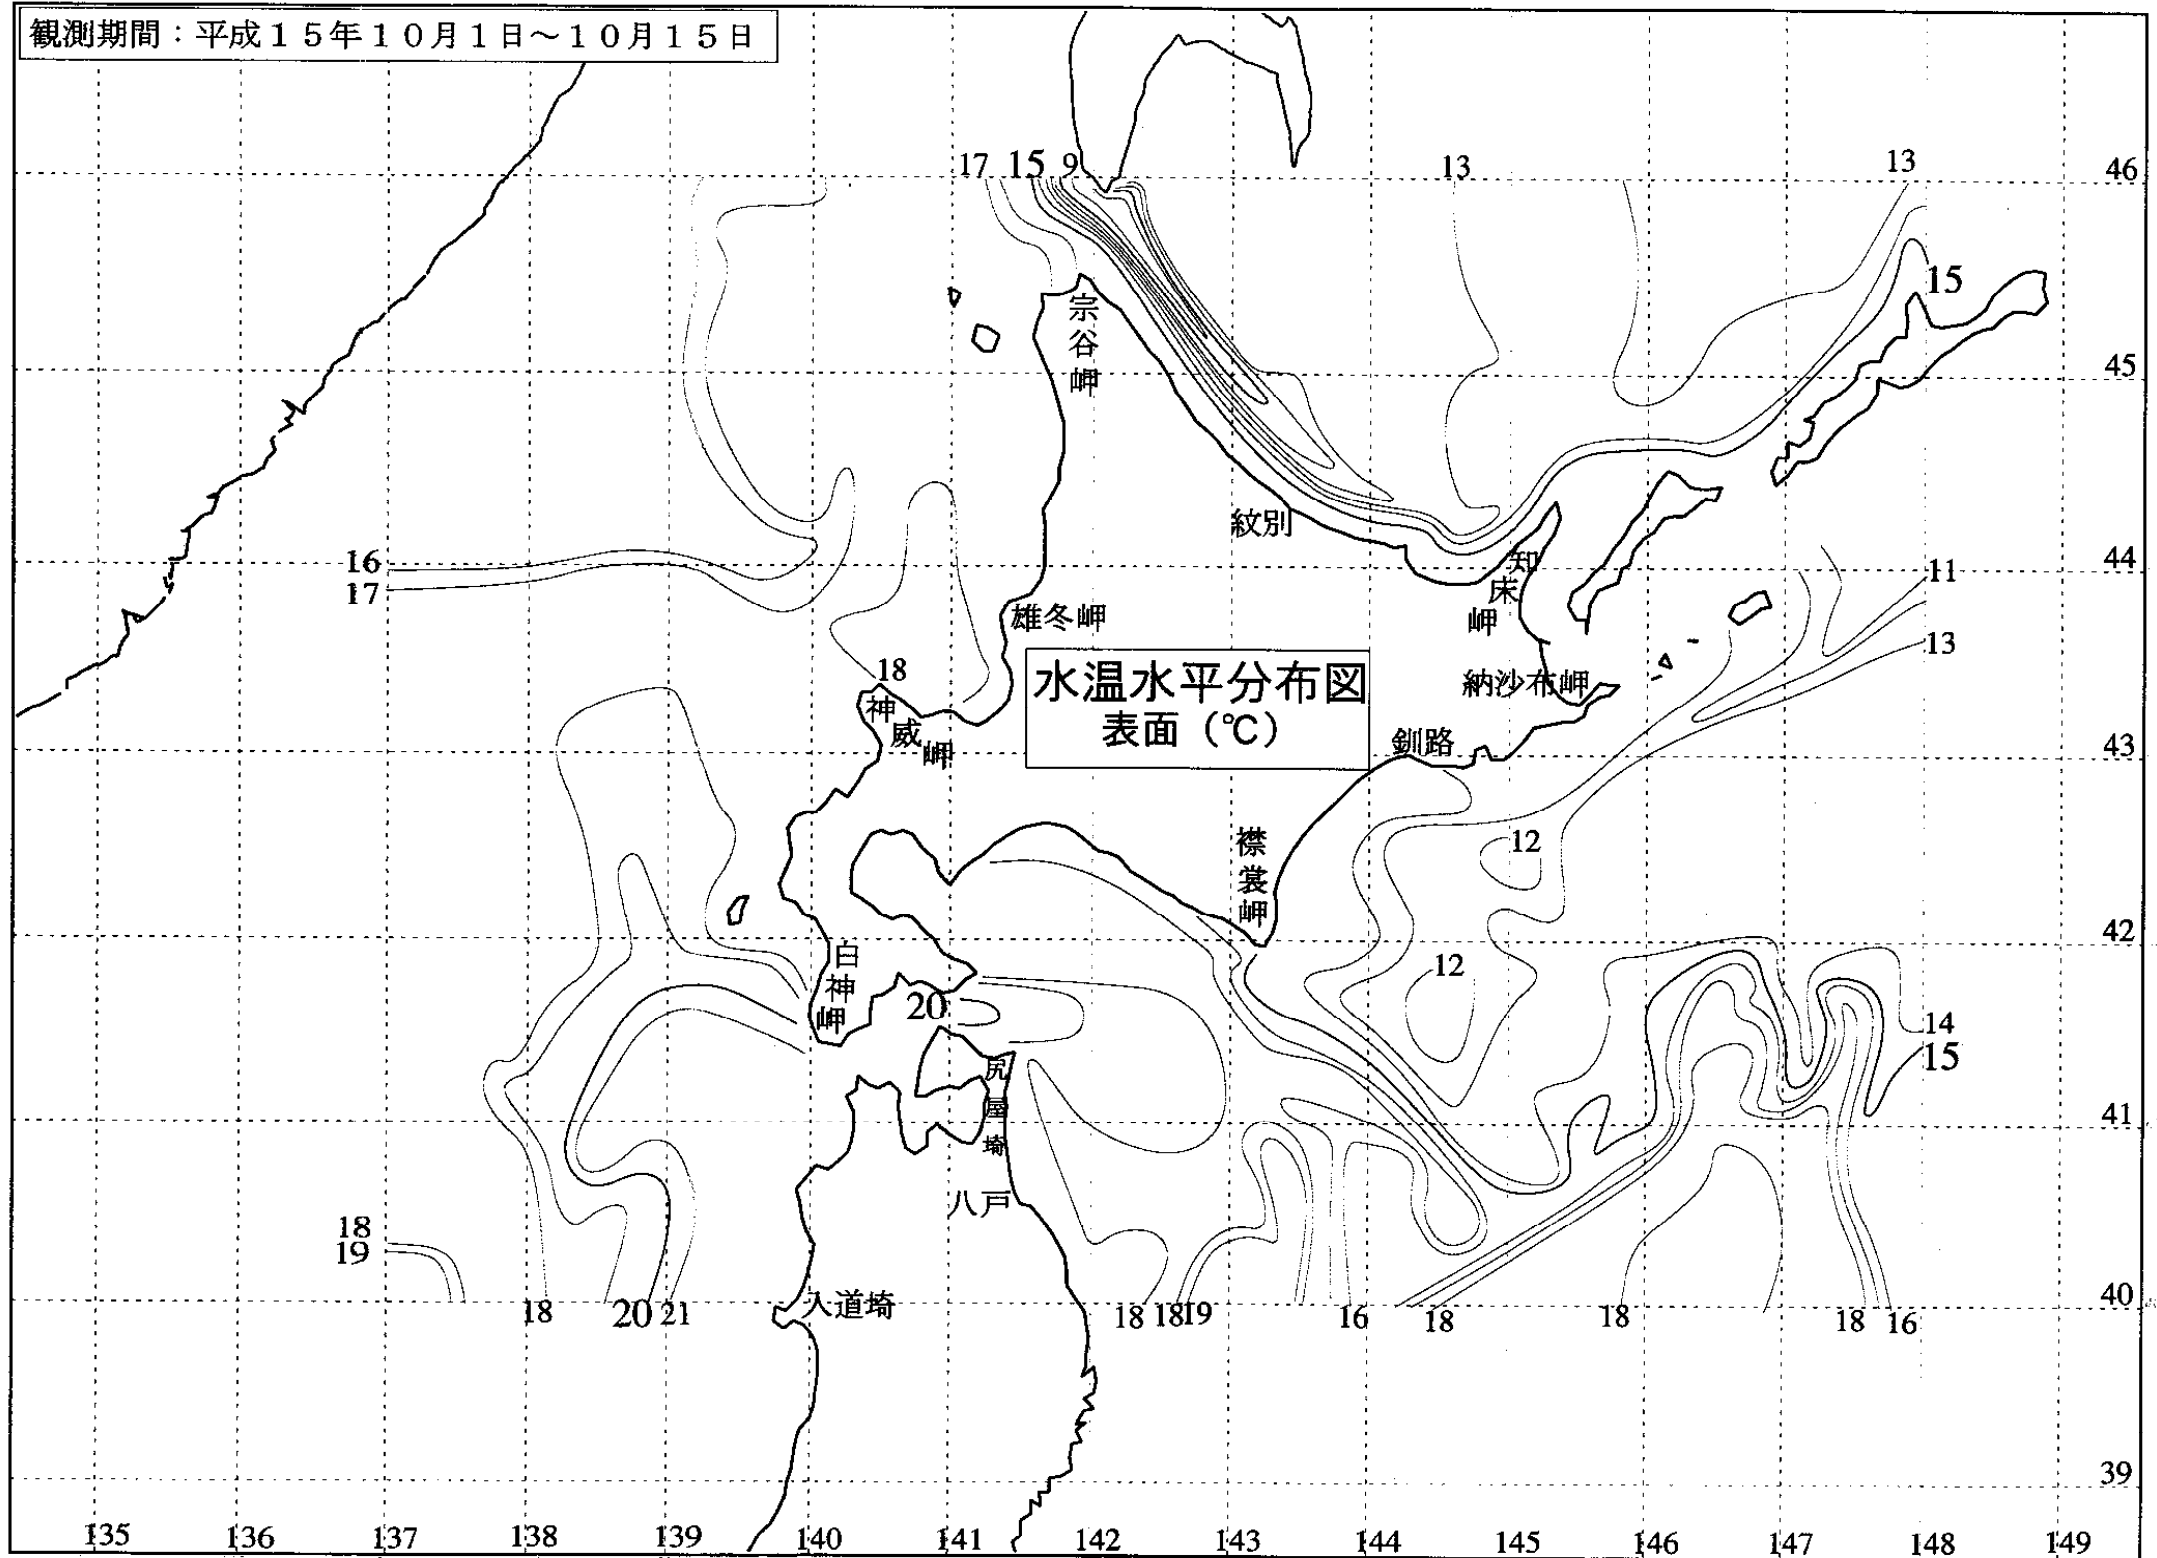 観測期間：平成１５年１０月１日～１０月１５日
17 15 9 13 13 46
15
宗谷岬
45
紋別
16
44
知床岬
11
17
雄冬岬
13
18
水温水平分布図
表面（℃）
納沙布岬
神威岬
釧路
43
12
襟裳岬
42
白神岬
12
20
14
15
尻屋埼
41
八戸
18
19
18 20 21
入道埼
18 18 19 16 18 18 18 16
40
39
135 136 137 138 139 140 141 142 143 144 145 146 147 148 149